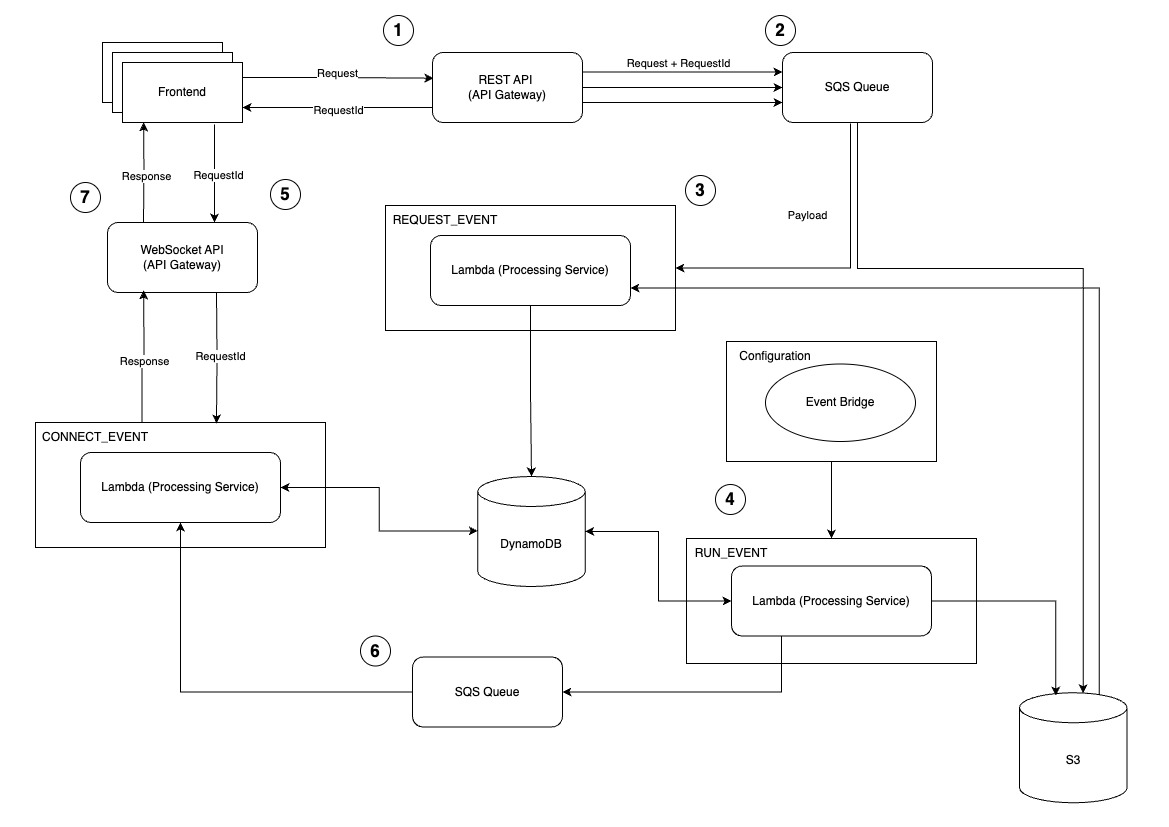 1
2
Frontend
Request
RequestId
REST API
(API Gateway)
Request + RequestId
SQS Queue
Response
RequestId
7
5
3
WebSocket API
(API Gateway)
REQUEST_EVENT
Lambda (Processing Service)
Payload
Response
RequestId
Configuration
Event Bridge
CONNECT_EVENT
Lambda (Processing Service)
4
DynamoDB
RUN_EVENT
Lambda (Processing Service)
6
SQS Queue
S3